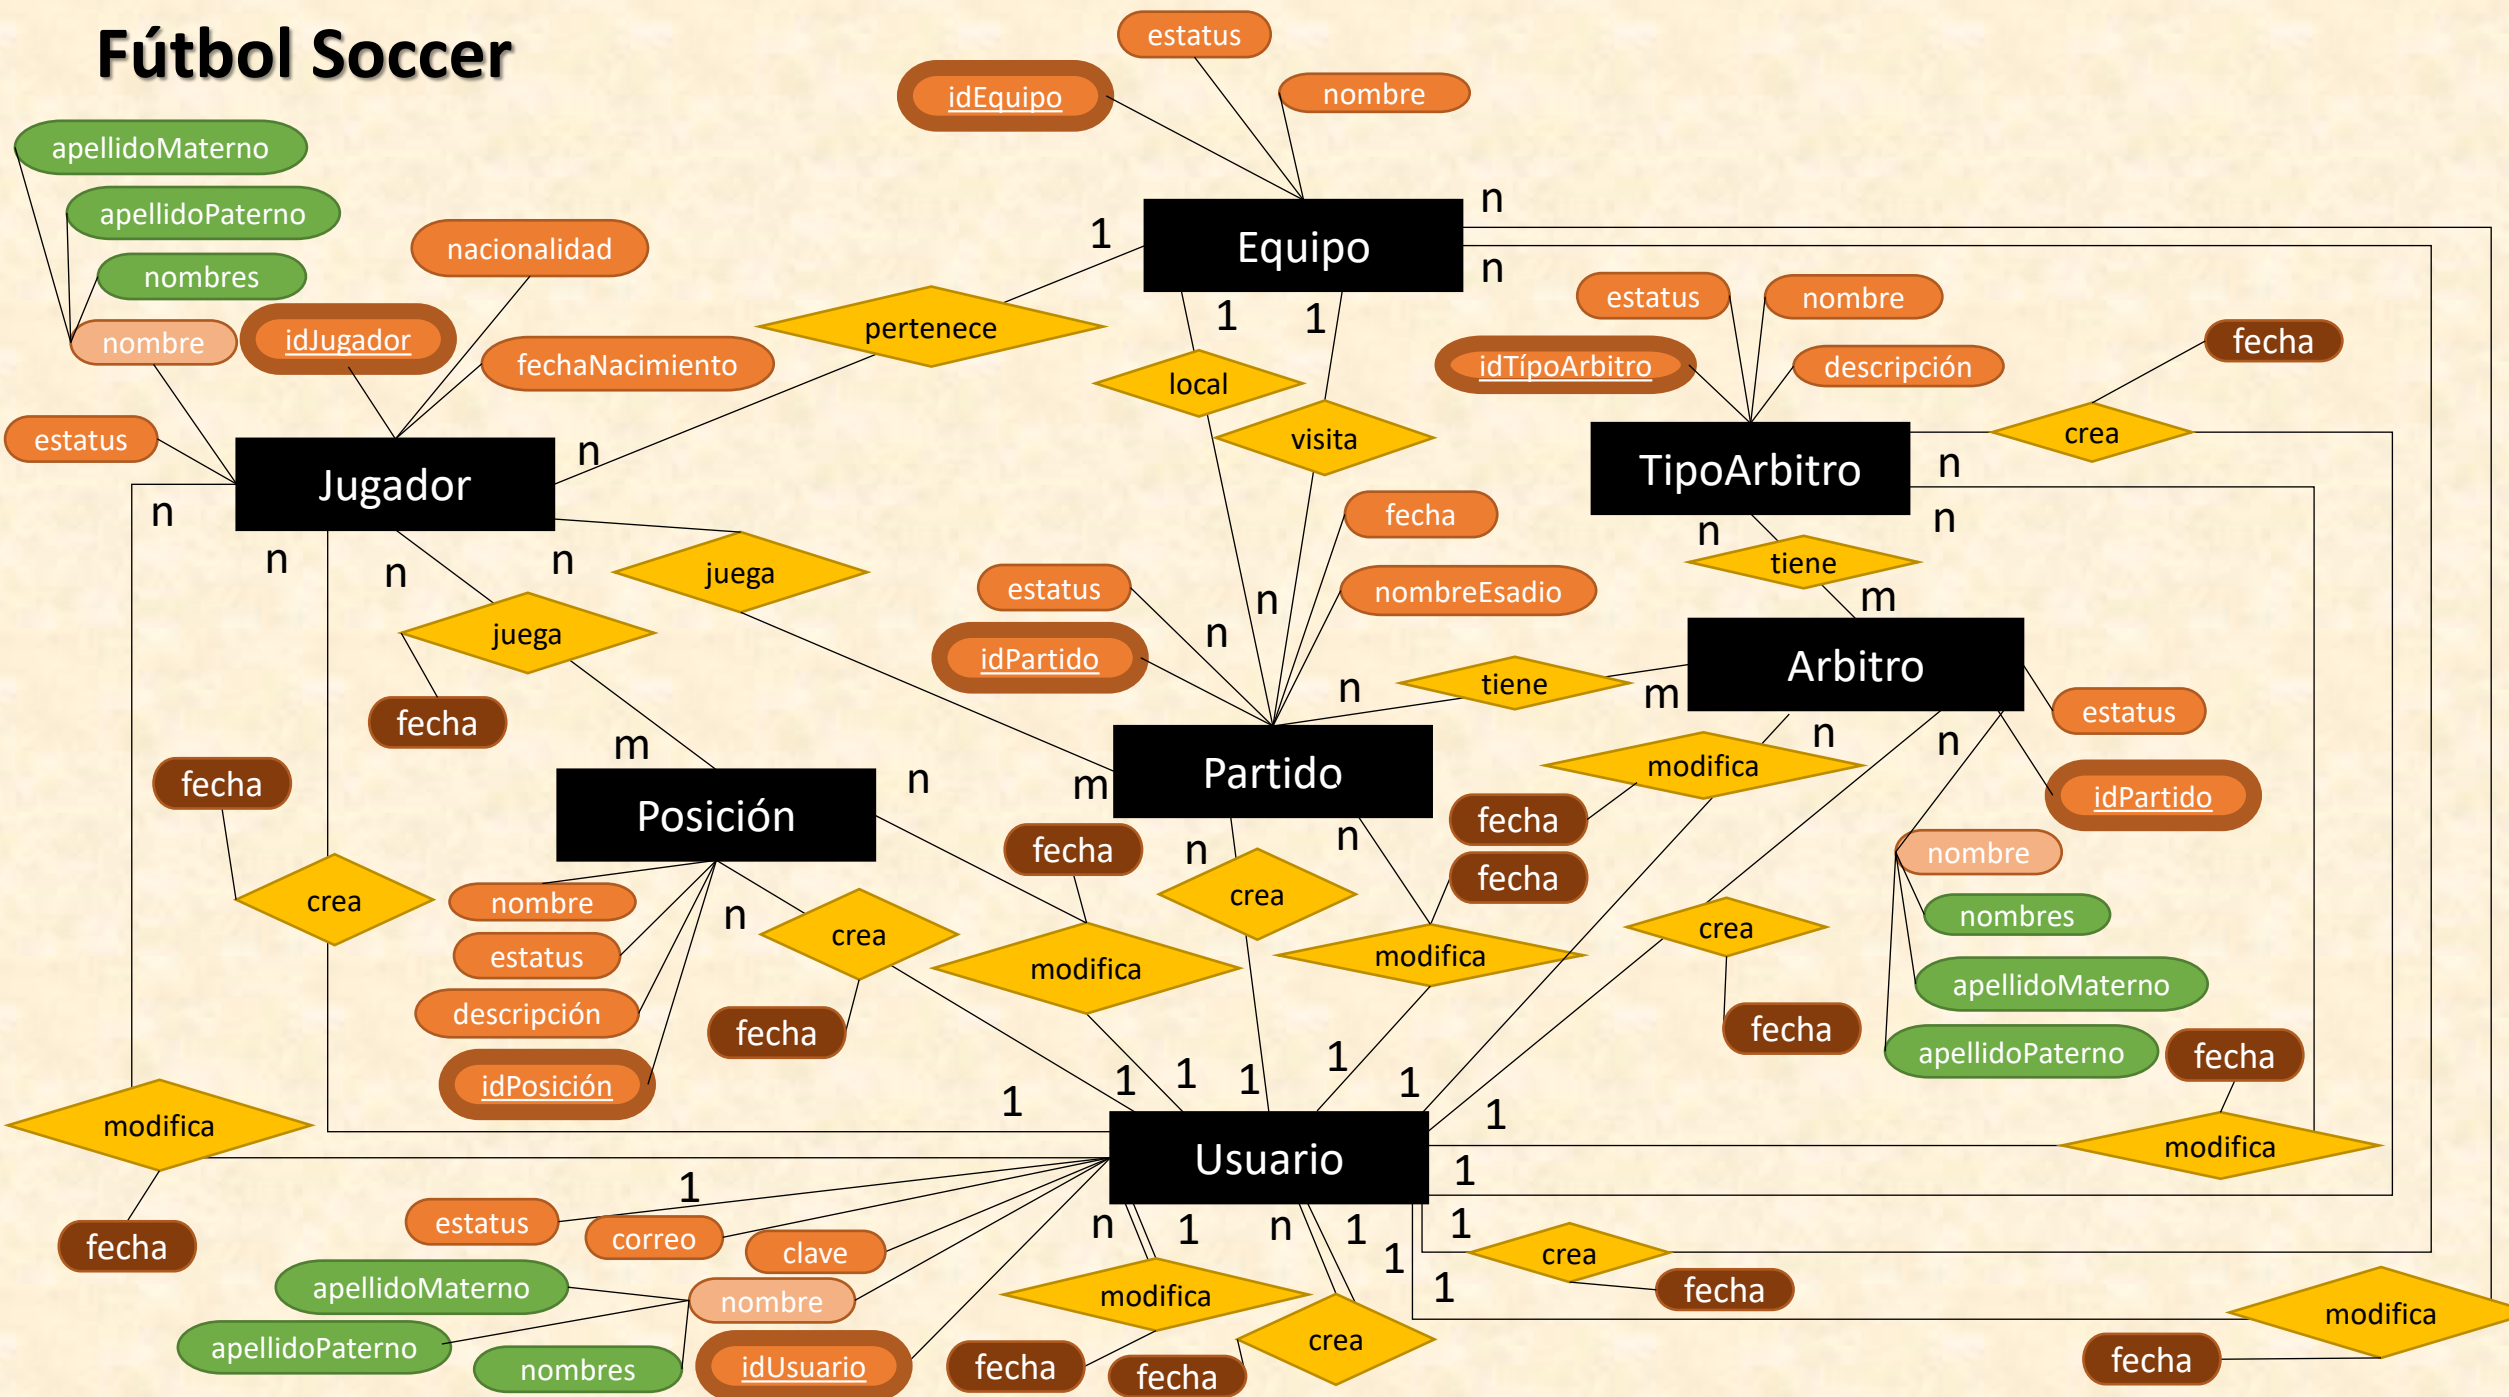 Fútbol Soccer
estatus
idEquipo
nombre
apellidoMaterno
apellidoPaterno
nombres
nombre
idJugador
nacionalidad
fechaNacimiento
estatus
1
Equipo
n
n
pertenece
1
1
local
visita
estatus
nombre
idTípoArbitro
descripción
fecha
crea
TipoArbitro
n
n
n
tiene
m
Jugador
n
n
n
n
n
juega
juega
fecha
m
fecha
nombreEsadio
estatus
idPartido
n
n
n
tiene
m
Arbitro
estatus
idPartido
n
n
modifica
fecha
fecha
nombre
nombres
apellidoMaterno
apellidoPaterno
fecha
crea
Posición
n
Partido
m
fecha
n
n
crea
modifica
nombre
estatus
descripción
idPosición
n
crea
modifica
fecha
crea
fecha
fecha
modifica
modifica
fecha
1
1
1
1
1
1
1
Usuario
1
1
1
1
1
1
estatus
correo
clave
nombre
idUsuario
apellidoMaterno
apellidoPaterno
nombres
n
1
n
1
modifica
fecha
crea
fecha
crea
fecha
modifica
fecha